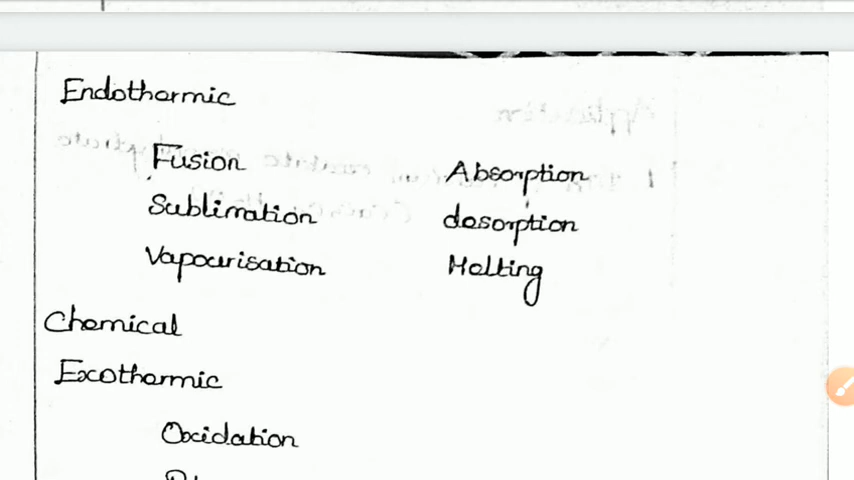 Endothermic
Fusion Absorption
Sublimation desorption
Vapourisation Melting
Chemical
Exothermic
Oxidation